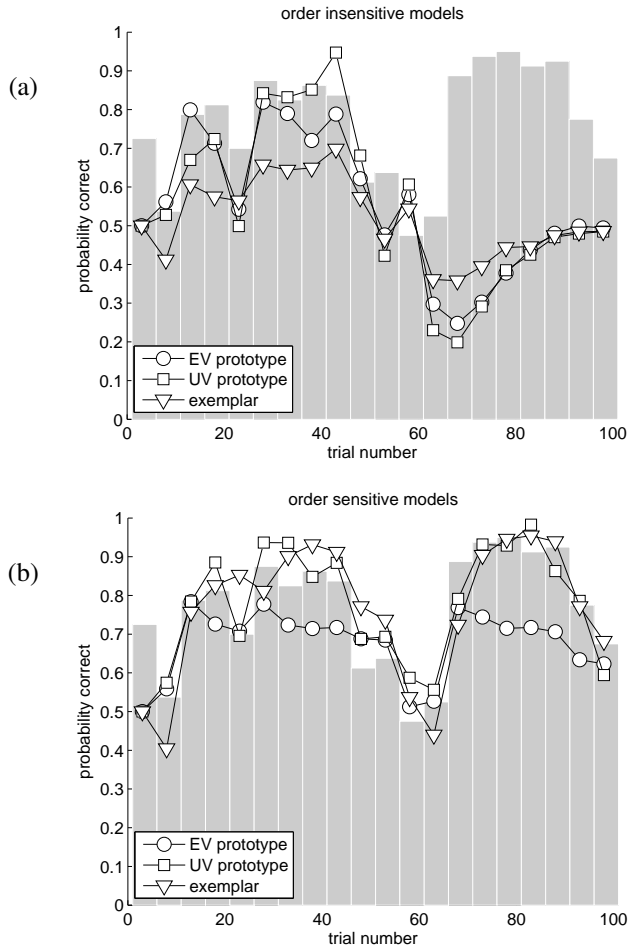 order insensitive models
(a)
1
0.9
0.8
0.7
0.6
0.5
0.4
0.3
0.2
0.1
0
probability correct
EV prototype
UV prototype
exemplar
0 20 40 60 80 100
trial number
order sensitive models
(b)
1
0.9
0.8
0.7
0.6
0.5
0.4
0.3
0.2
0.1
0
probability correct
EV prototype
UV prototype
exemplar
0 20 40 60 80 100
trial number